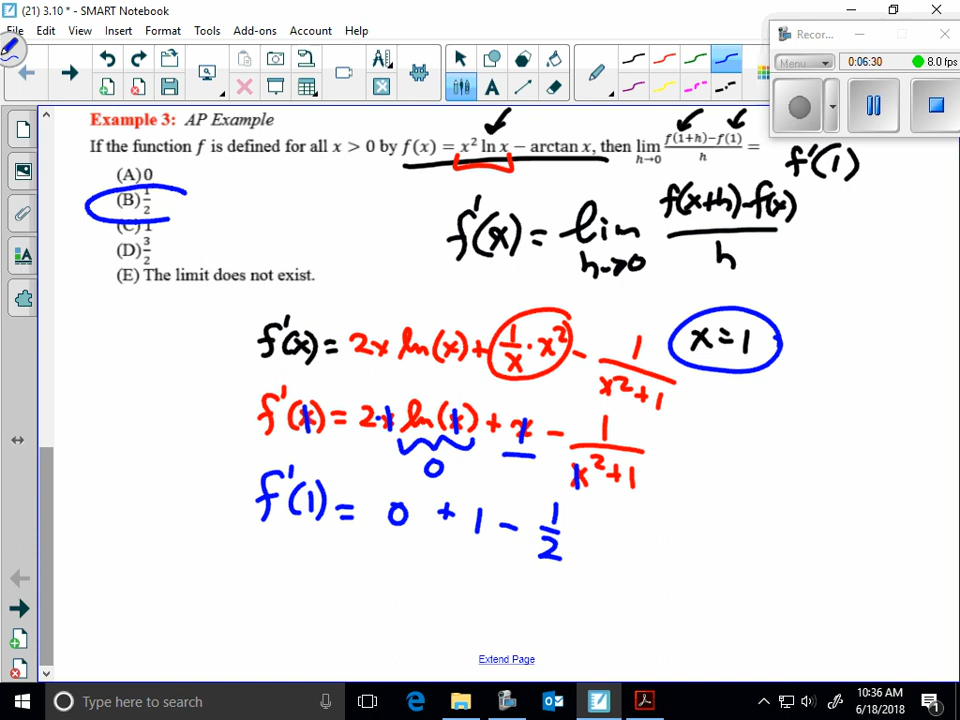 (21) 3.10 * - SMART Notebook
File Edit View Insert Format Tools Add-ons Account Help
Recor...
Menu 0:06:30 8.0 fps
Example 3: AP Example
If the function f is defined for all x > 0 by f(x) = x² ln x − arctan x, then lim h→0 f(1+h)−f(1)/h =
f'(1)
(A) 0
(B) 1/2
(C) 1
(D) 3/2
(E) The limit does not exist.
f'(x) = lim h→0 f(x+h)-f(x)/h
f'(x) = 2x ln(x) + 1/x · x² − 1/x²+1
x = 1
f'(x) = 2x ln(x) + x − 1/x²+1
0
f'(1) = 0 + 1 − 1/2
Extend Page
Type here to search
10:36 AM
6/18/2018
1